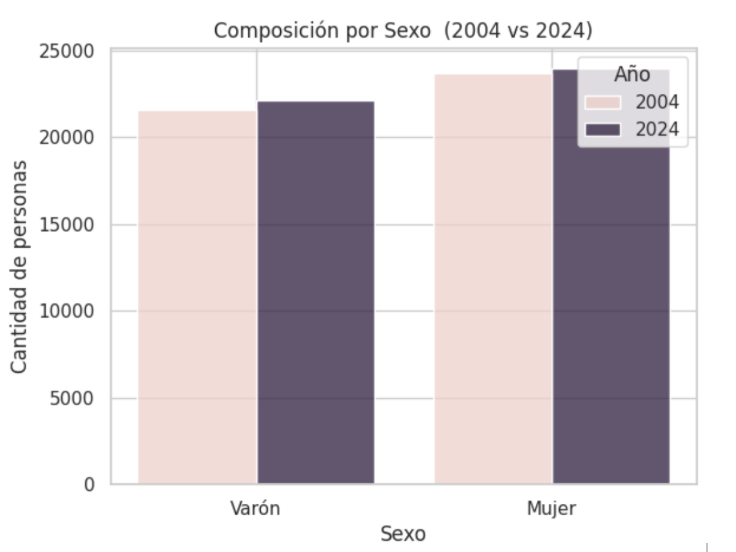 Composición por Sexo  (2004 vs 2024)
Cantidad de personas
25000
20000
15000
10000
5000
0
Año
2004
2024
Varón
Mujer
Sexo